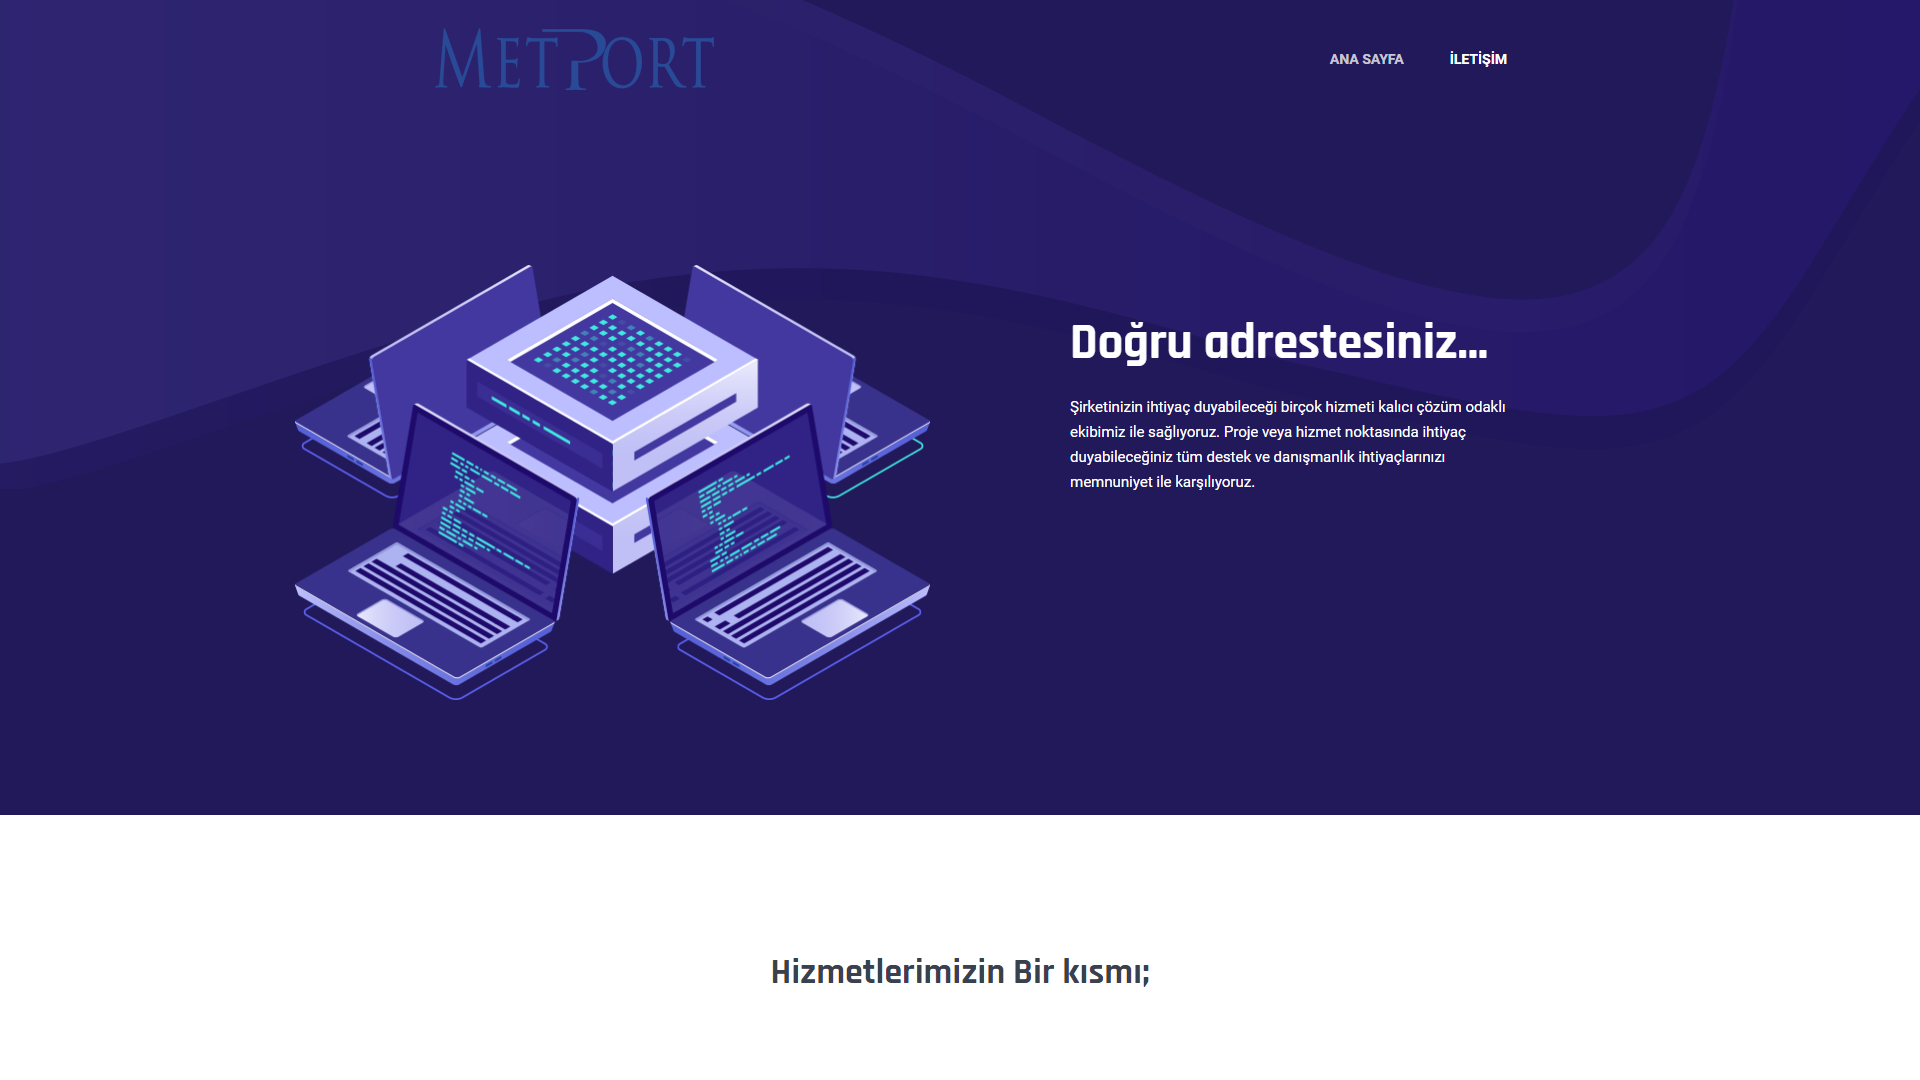 METPORT
ANA SAYFA
İLETİŞİM
Doğru adrestesiniz...
Şirketinizin ihtiyaç duyabileceği birçok hizmeti kalıcı çözüm odaklı
ekibimiz ile sağlıyoruz. Proje veya hizmet noktasında ihtiyaç
duyabileceğiniz tüm destek ve danışmanlık ihtiyaçlarınızı
memnuniyet ile karşılıyoruz.
Hizmetlerimizin Bir kısmı;